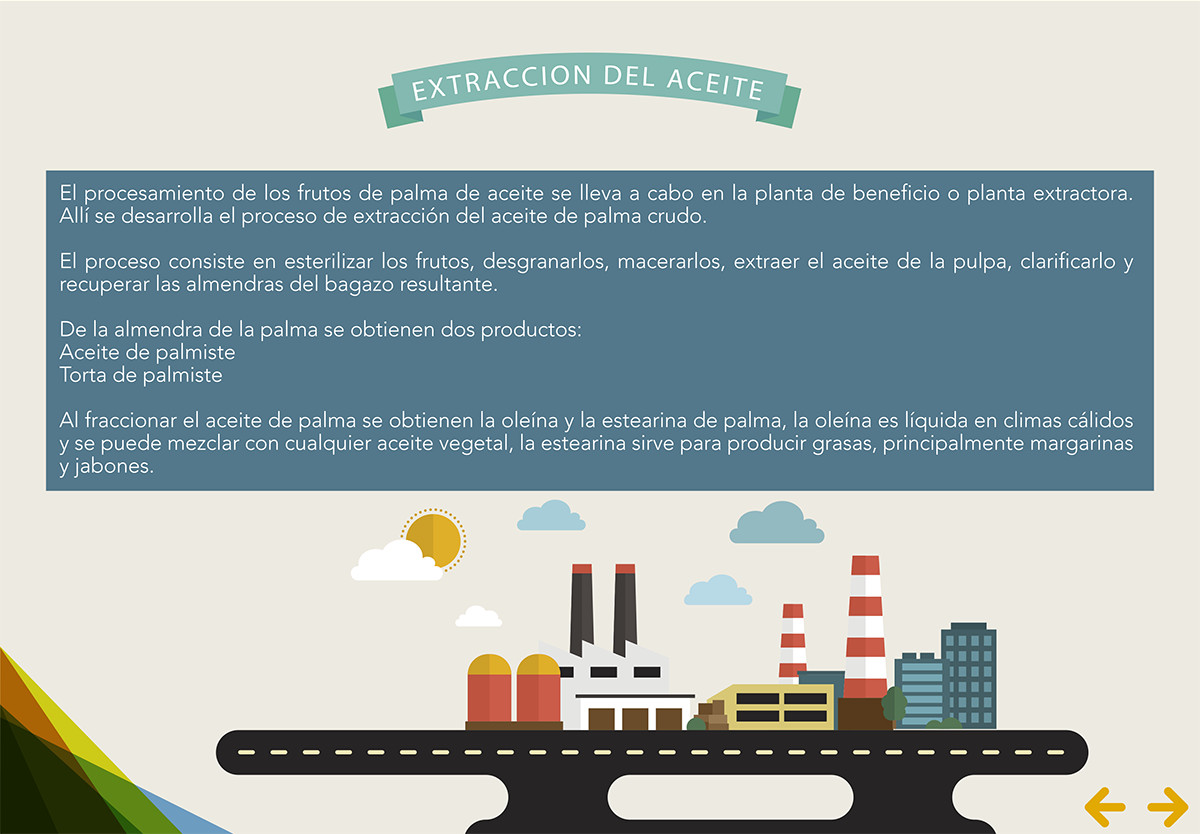 EXTRACCION DEL ACEITE
El procesamiento de los frutos de palma de aceite se lleva a cabo en la planta de beneficio o planta extractora.
Allí se desarrolla el proceso de extracción del aceite de palma crudo.
El proceso consiste en esterilizar los frutos, desgranarlos, macerarlos, extraer el aceite de la pulpa, clarificarlo y
recuperar las almendras del bagazo resultante.
De la almendra de la palma se obtienen dos productos:
Aceite de palmiste
Torta de palmiste
Al fraccionar el aceite de palma se obtienen la oleína y la estearina de palma, la oleína es líquida en climas cálidos
y se puede mezclar con cualquier aceite vegetal, la estearina sirve para producir grasas, principalmente margarinas
y jabones.